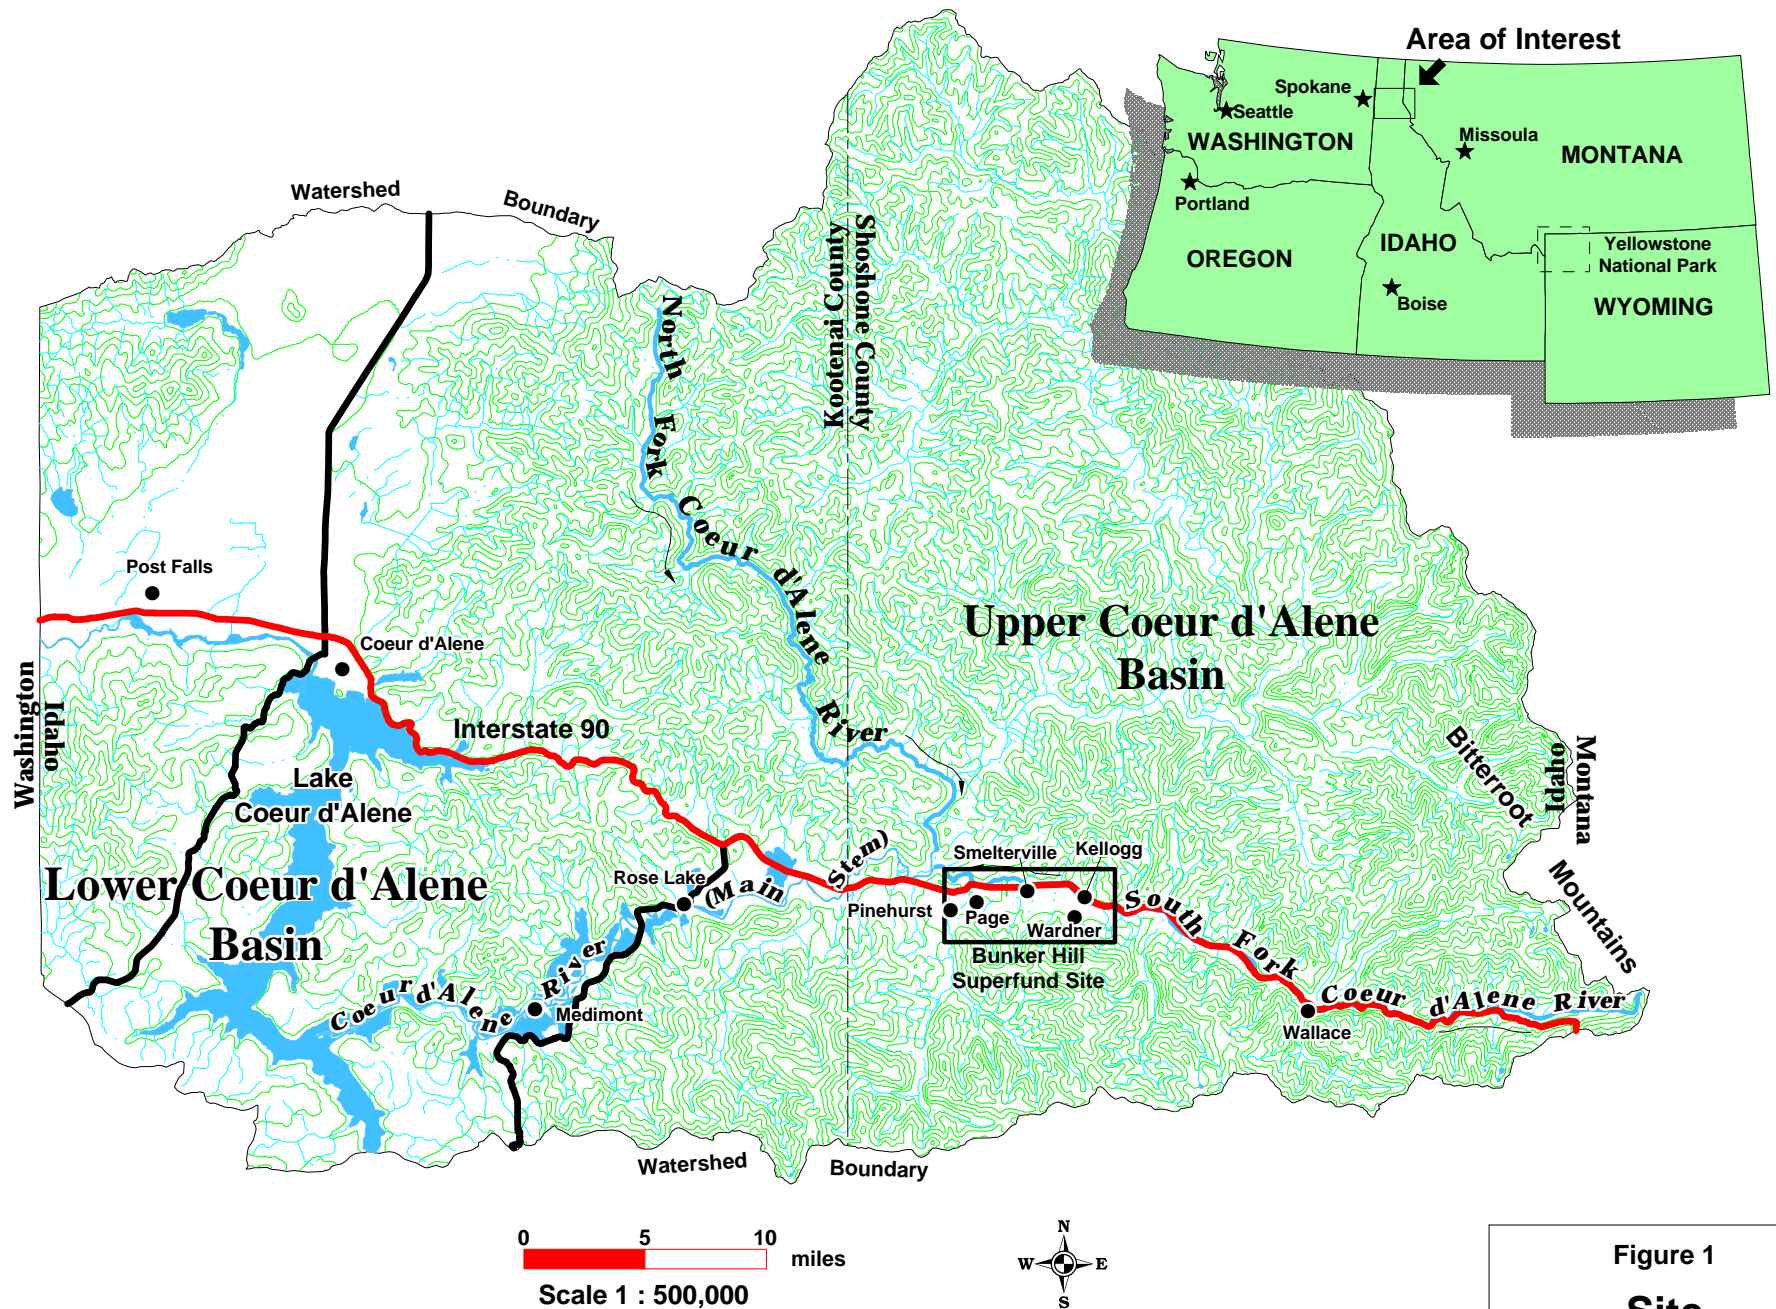 Area of Interest
Spokane
Seattle
WASHINGTON
Missoula
MONTANA
Portland
OREGON
IDAHO
Boise
Yellowstone
National Park
WYOMING
Watershed
Boundary
Kootenai County
Shoshone County
North Fork Coeur d'Alene River
Post Falls
Coeur d'Alene
Upper Coeur d'Alene
Basin
Washington
Idaho
Interstate 90
Lake
Coeur d'Alene
Lower Coeur d'Alene
Basin
Bitterroot
Mountains
Montana
Idaho
Rose Lake
(Main Stem)
Smelterville
Kellogg
Pinehurst
Page
Wardner
Bunker Hill
Superfund Site
South Fork Coeur d'Alene River
Wallace
Coeur d'Alene River
Medimont
Watershed
Boundary
0 5 10
miles
Scale 1 : 500,000
N
W E
S
Figure 1
Site